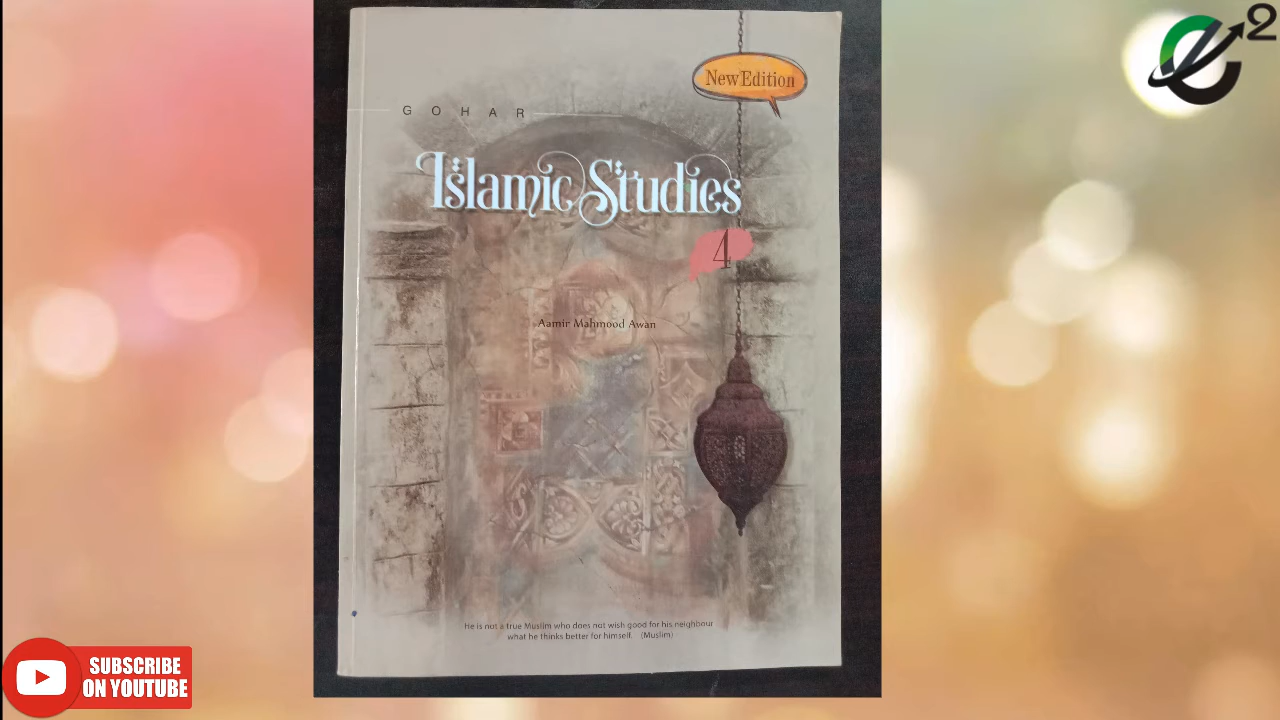 2
New Edition
GOHAR
Islamic Studies
4
Aamir Mahmood Awan
He is not a true Muslim who does not wish good for his neighbour
what he thinks better for himself. (Muslim)
SUBSCRIBE
ON YOUTUBE